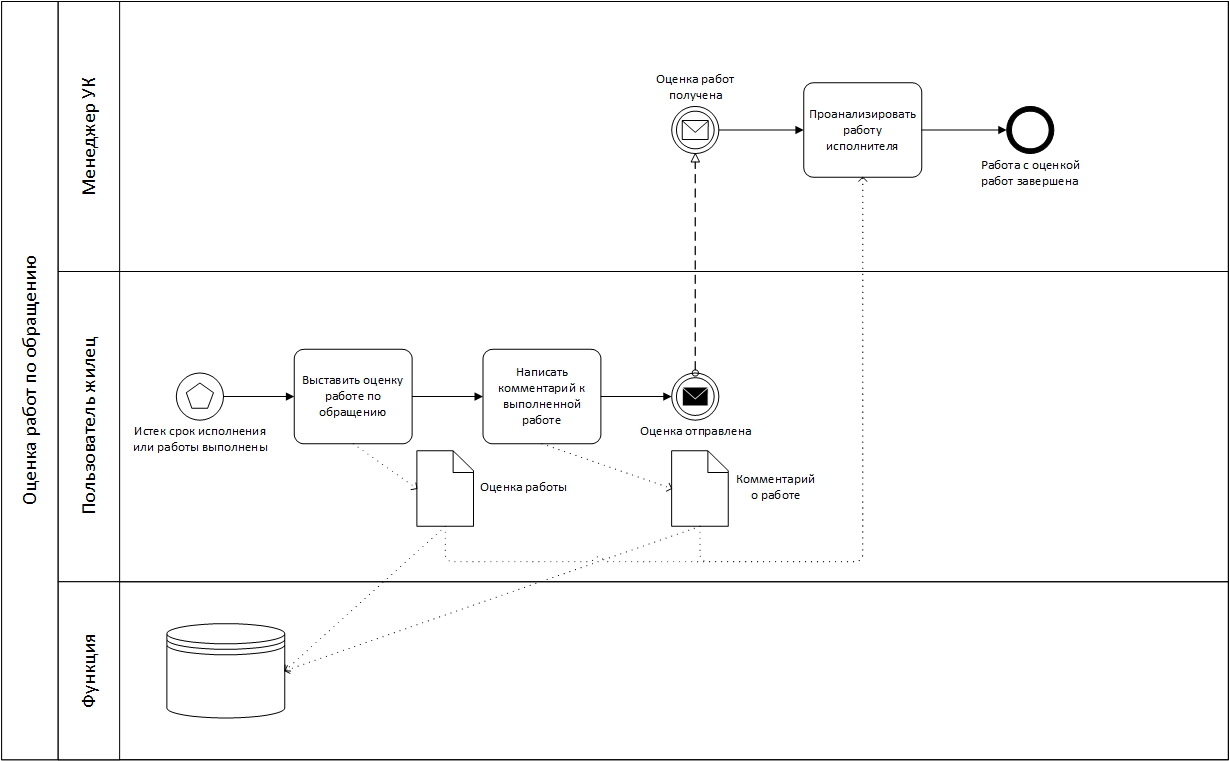 Оценка работ по обращению
Менеджер УК
Оценка работ
получена
Проанализировать
работу
исполнителя
Работа с оценкой
работ завершена
Пользователь жилец
Истек срок исполнения
или работы выполнены
Выставить оценку
работе по
обращению
Написать
комментарий к
выполненной
работе
Оценка отправлена
Оценка работы
Комментарий
о работе
Функция